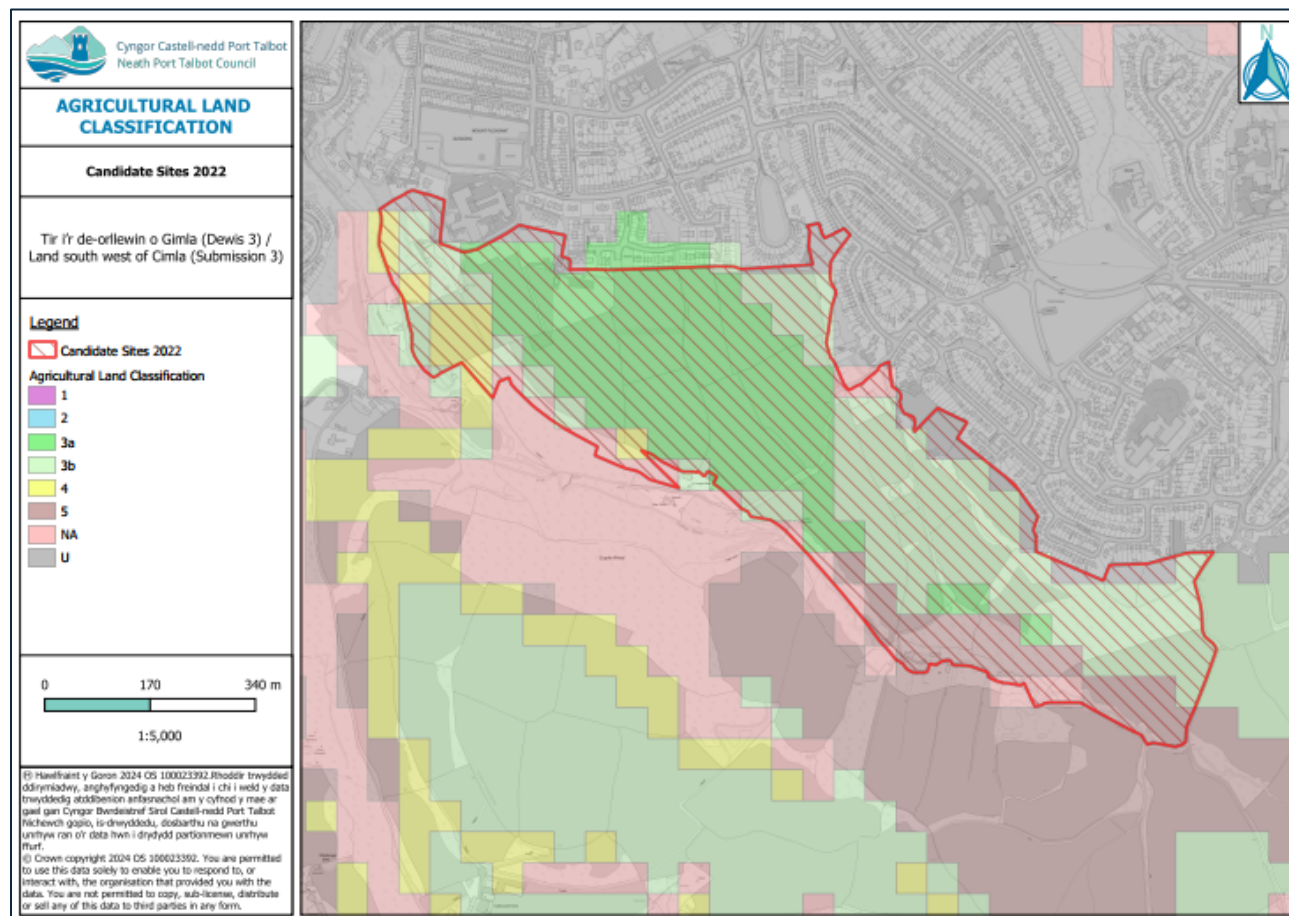 Cyngor Castell-nedd Port Talbot
Neath Port Talbot Council
AGRICULTURAL LAND
CLASSIFICATION
Candidate Sites 2022
Tir i'r de-orllewin o Gimla (Dewis 3) /
Land south west of Cimla (Submission 3)
Legend
Candidate Sites 2022
Agricultural Land Classification
1
2
3a
3b
4
5
NA
U
0 170 340 m
1:5,000
Hawlfraint y Goron 2024 OS 100023392. Rhoddir trwydded
ddirymiadwy, anghyfyngedig a heb freindal i chi i weld y data
trwyddedig at ddibenion anfasnachol am y cyfnod y mae ar
gael gan Cyngor Bwrdeistref Sirol Castell-nedd Port Talbot
Nichewch gopïo, is-drwyddedu, dosbarthu na gwerthu
unrhyw ran o'r data hwn i drydydd partïon mewn unrhyw
ffurf.
© Crown copyright 2024 OS 100023392. You are permitted
to use this data solely to enable you to respond to, or
interact with, the organisation that provided you with the
data. You are not permitted to copy, sub-license, distribute
or sell any of this data to third parties in any form.
N